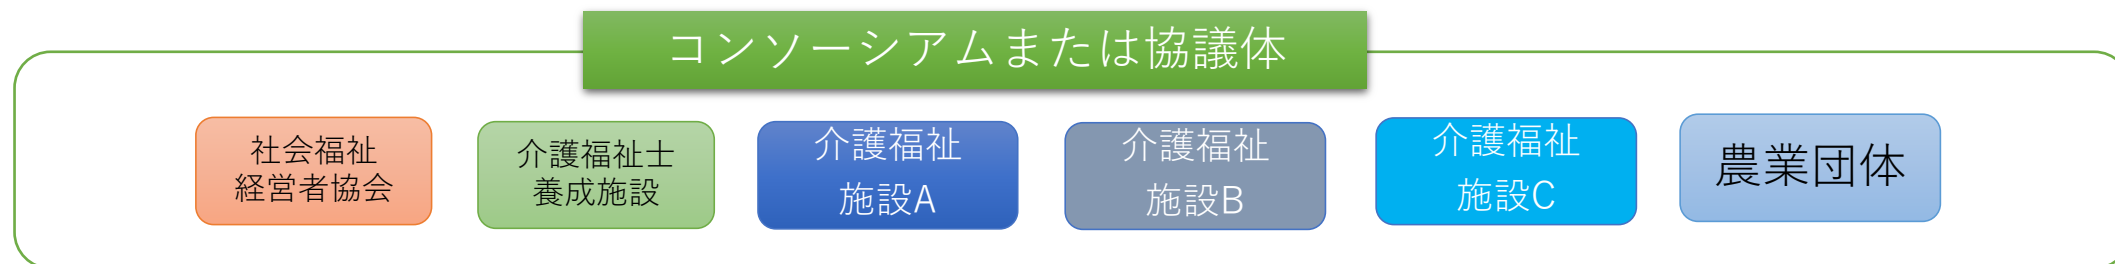 コンソーシアムまたは協議体
社会福祉
経営者協会
介護福祉士
養成施設
介護福祉
施設A
介護福祉
施設B
介護福祉
施設C
農業団体